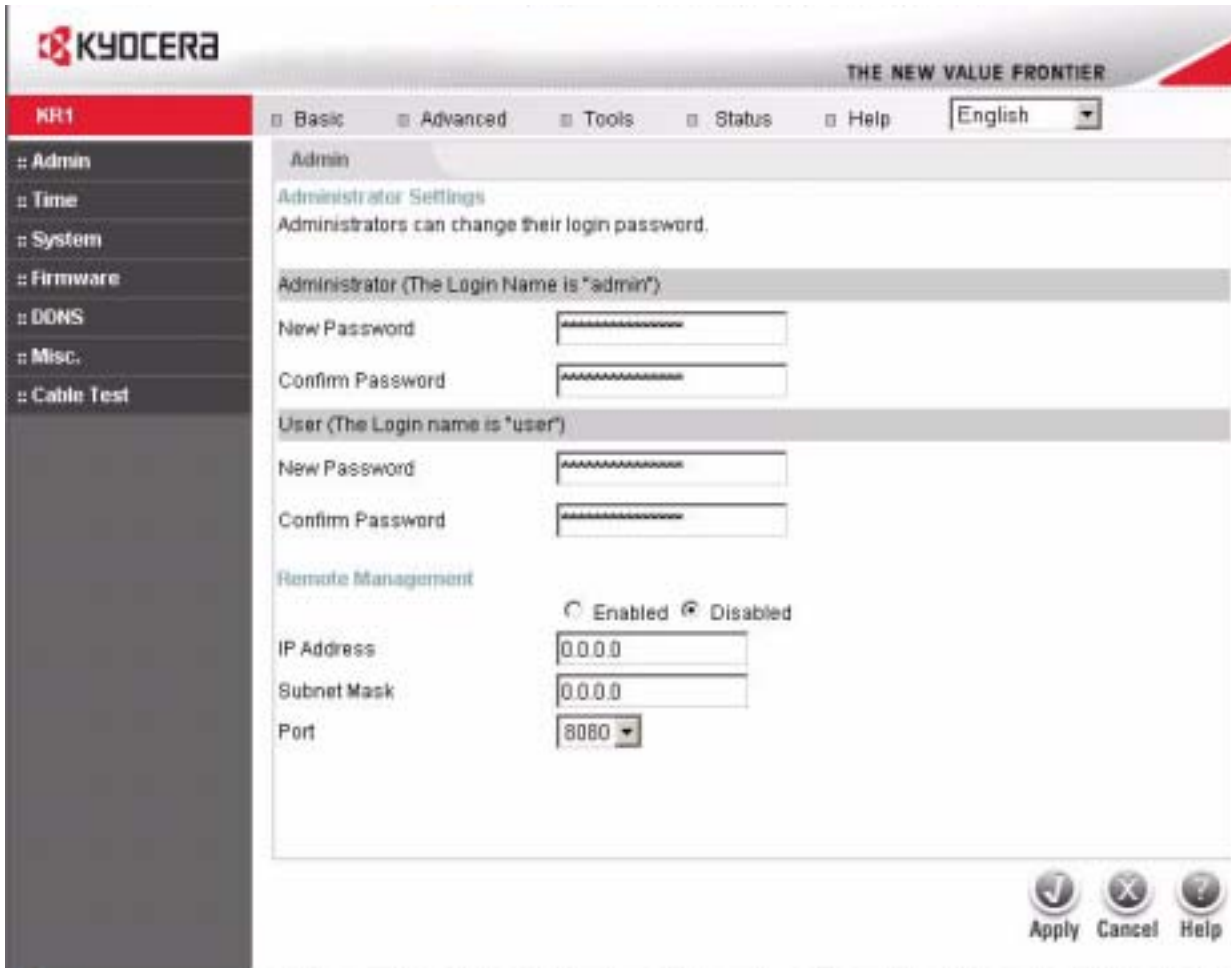 KYOCERA
THE NEW VALUE FRONTIER
KR1
Basic Advanced Tools Status Help English
:: Admin
:: Time
:: System
:: Firmware
:: DDNS
:: Misc.
:: Cable Test
Admin
Administrator Settings
Administrators can change their login password.
Administrator (The Login Name is "admin")
New Password ***************
Confirm Password ***************
User (The Login name is "user")
New Password ***************
Confirm Password ***************
Remote Management
Enabled Disabled
IP Address 0.0.0.0
Subnet Mask 0.0.0.0
Port 8080
Apply Cancel Help